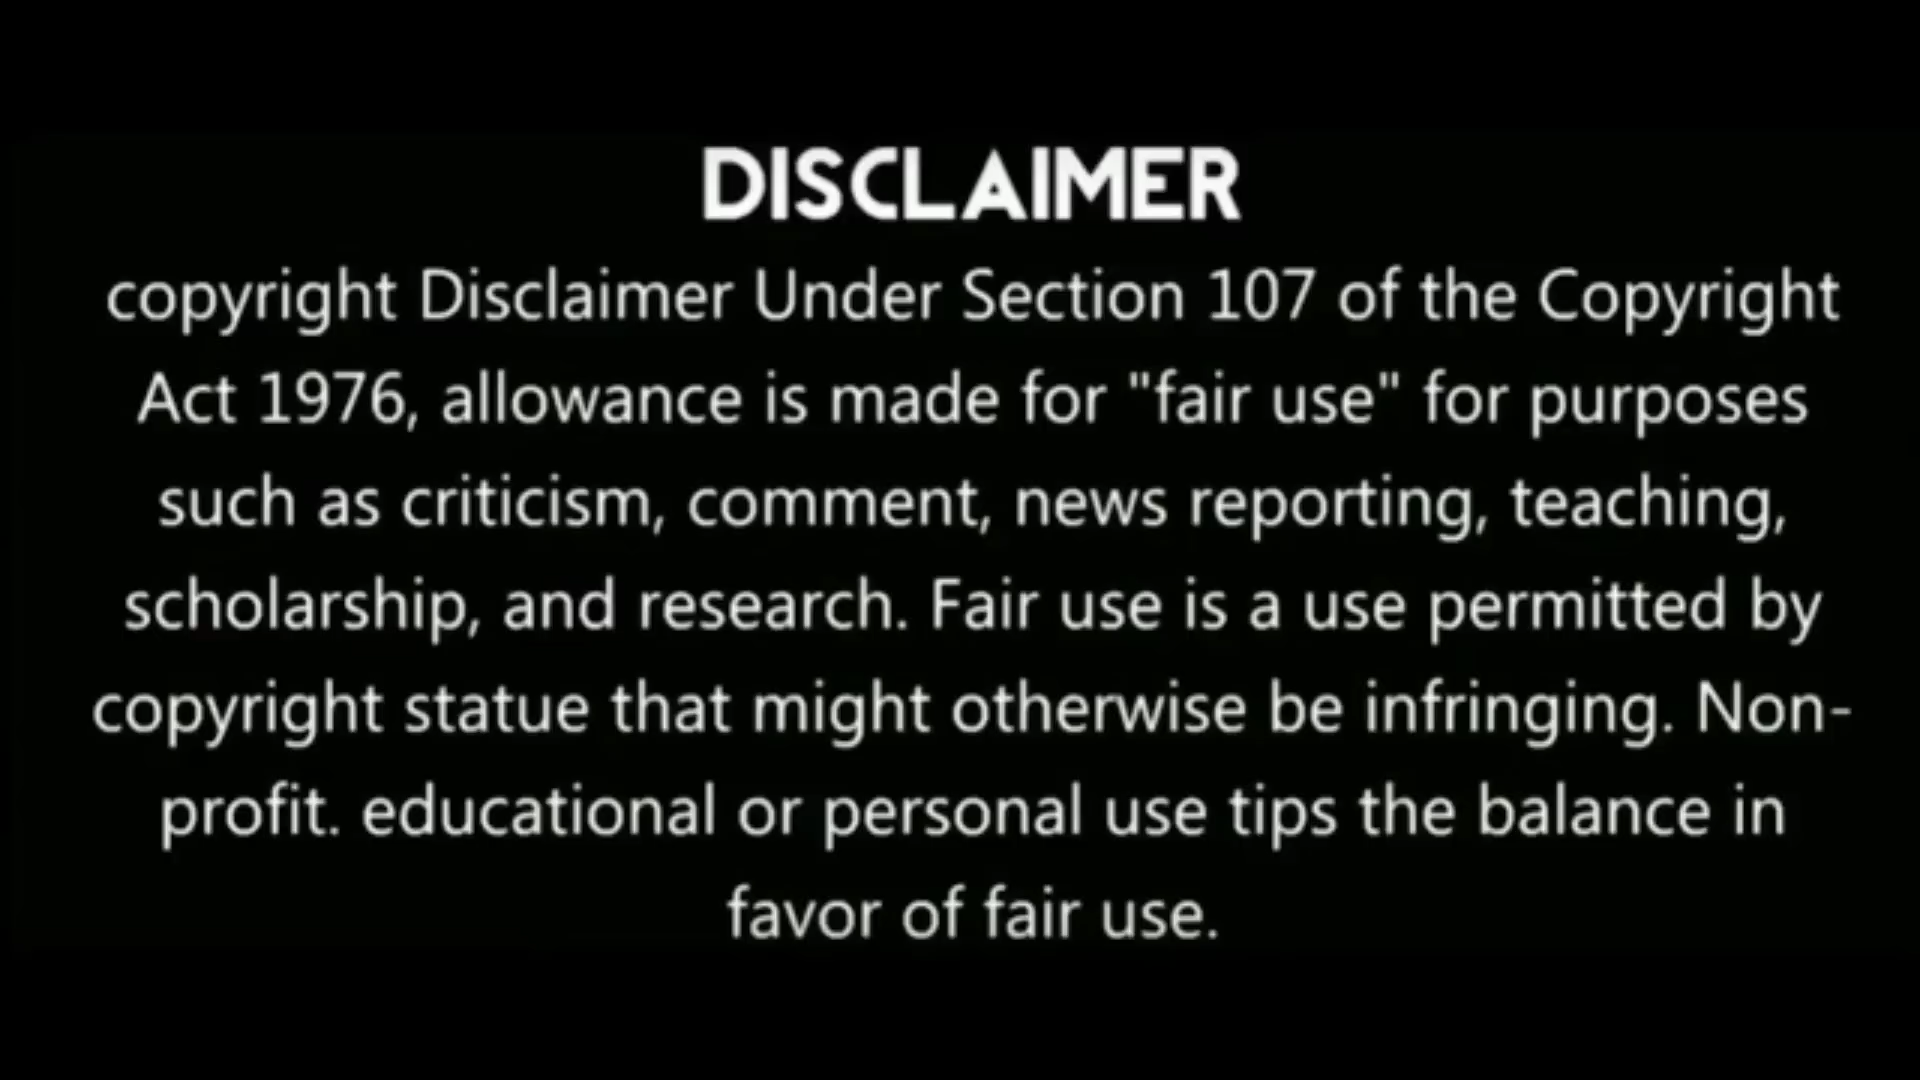 DISCLAIMER
copyright Disclaimer Under Section 107 of the Copyright
Act 1976, allowance is made for "fair use" for purposes
such as criticism, comment, news reporting, teaching,
scholarship, and research. Fair use is a use permitted by
copyright statue that might otherwise be infringing. Non-
profit. educational or personal use tips the balance in
favor of fair use.